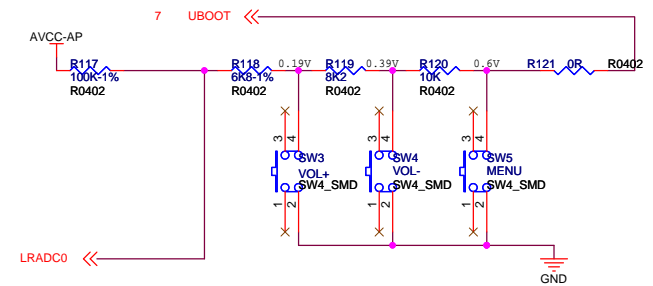 7 UBOOT
AVCC-AP
R117
100K-1%
R0402
R118
6K8-1%
R0402
0.19V
R119
8K2
R0402
0.39V
R120
10K
R0402
0.6V
R121 0R R0402
3 4
SW3
VOL+
SW4_SMD
1 2
3 4
SW4
VOL-
SW4_SMD
1 2
3 4
SW5
MENU
SW4_SMD
1 2
LRADC0
GND